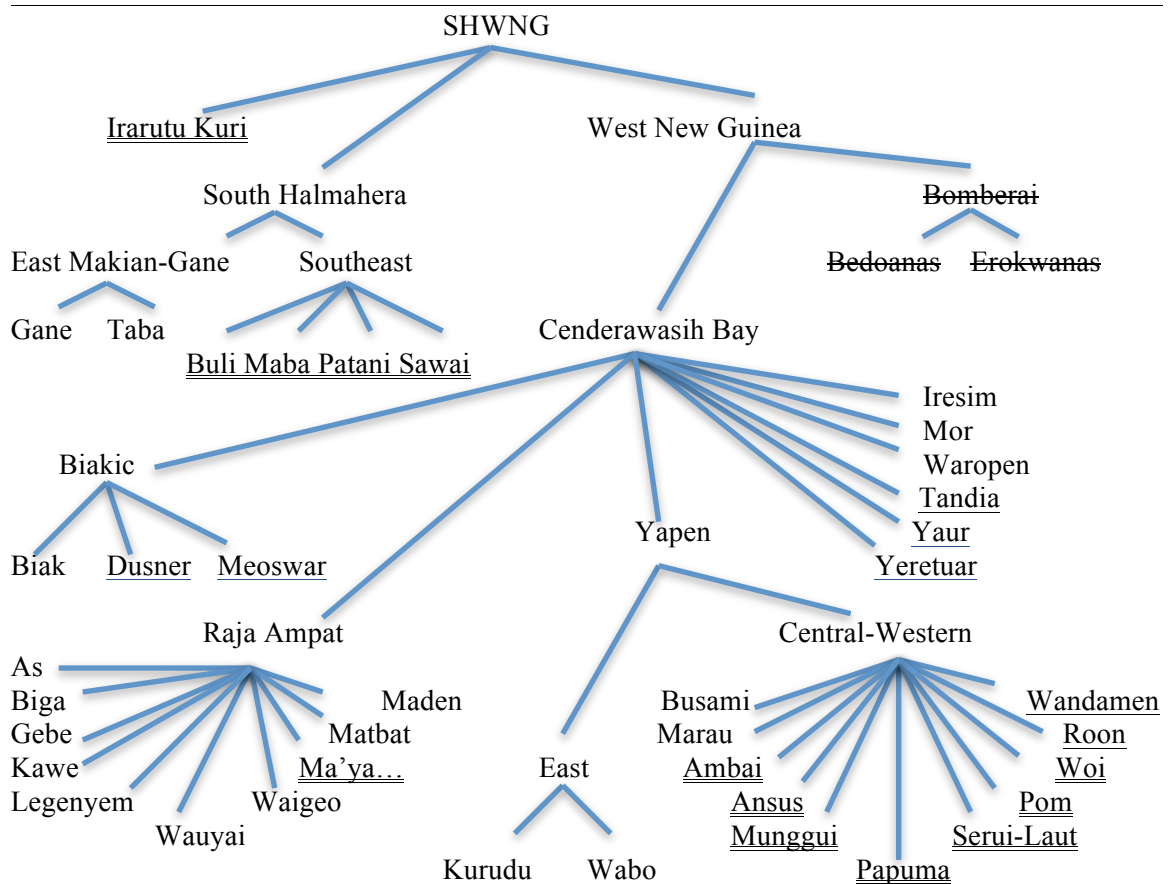 SHWNG
Irarutu Kuri
West New Guinea
South Halmahera
Bomberai
East Makian-Gane
Southeast
Bedoanas
Erokwanas
Gane
Taba
Cenderawasih Bay
Buli Maba Patani Sawai
Iresim
Mor
Biakic
Waropen
Tandia
Yapen
Yaur
Biak
Dusner
Meoswar
Yeretuar
Raja Ampat
Central-Western
As
Biga
Maden
Busami
Wandamen
Gebe
Matbat
Marau
Roon
Kawe
Ma'ya…
East
Ambai
Woi
Legenyem
Waigeo
Ansus
Pom
Wauyai
Munggui
Serui-Laut
Kurudu
Wabo
Papuma